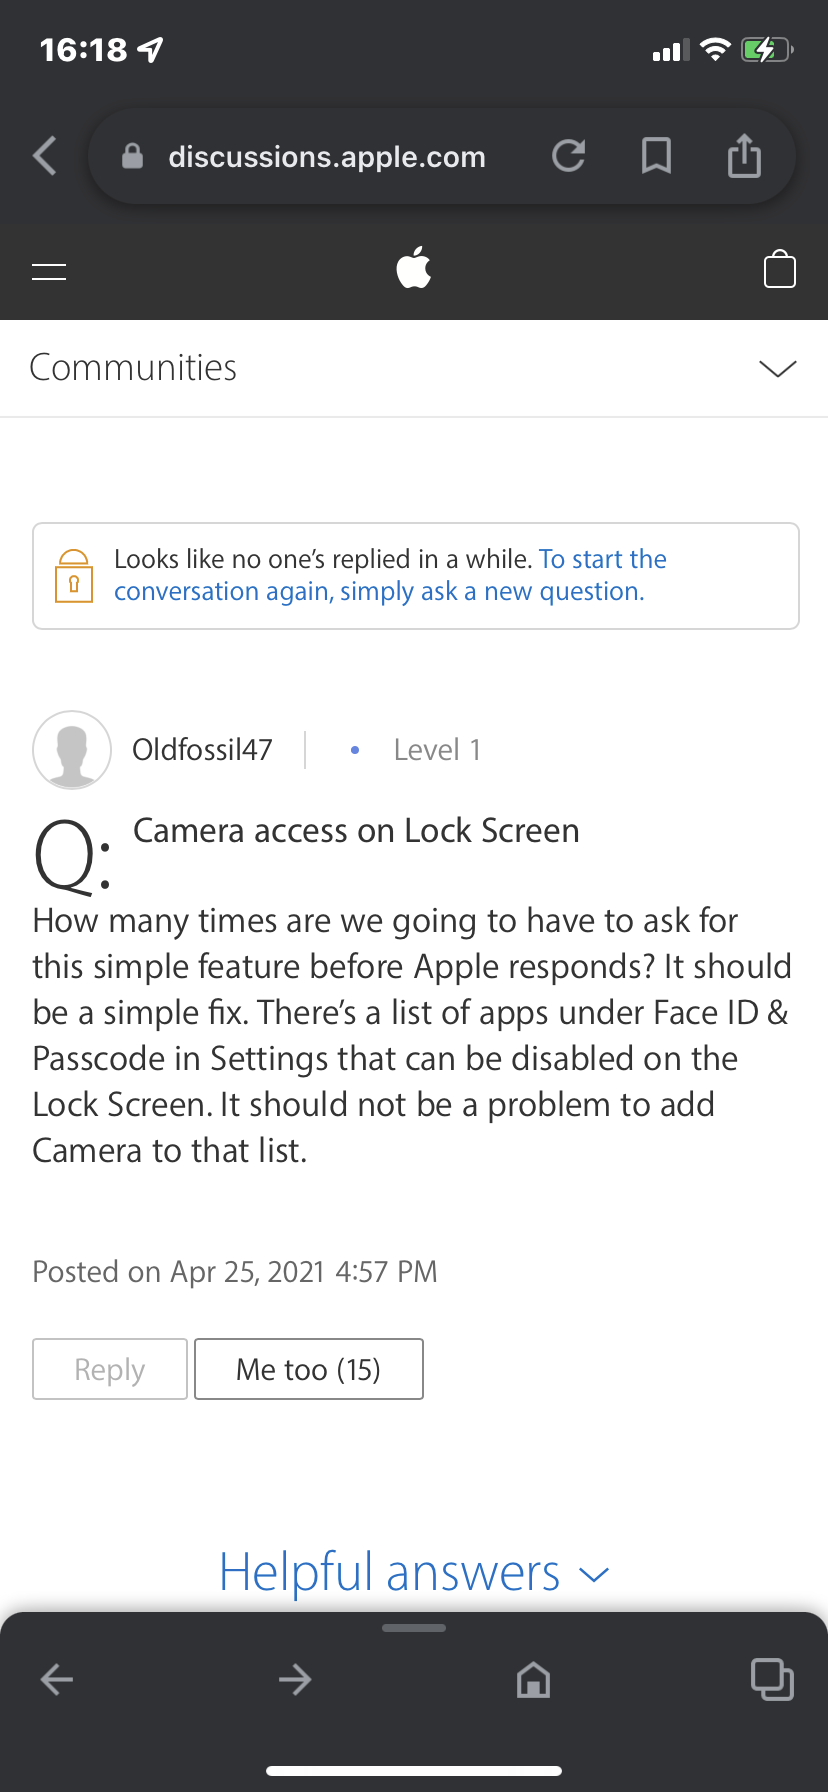 16:18
discussions.apple.com
Communities
Looks like no one’s replied in a while. To start the
conversation again, simply ask a new question.
Oldfossil47
Level 1
Q:
Camera access on Lock Screen
How many times are we going to have to ask for
this simple feature before Apple responds? It should
be a simple fix. There’s a list of apps under Face ID &
Passcode in Settings that can be disabled on the
Lock Screen. It should not be a problem to add
Camera to that list.
Posted on Apr 25, 2021 4:57 PM
Reply
Me too (15)
Helpful answers